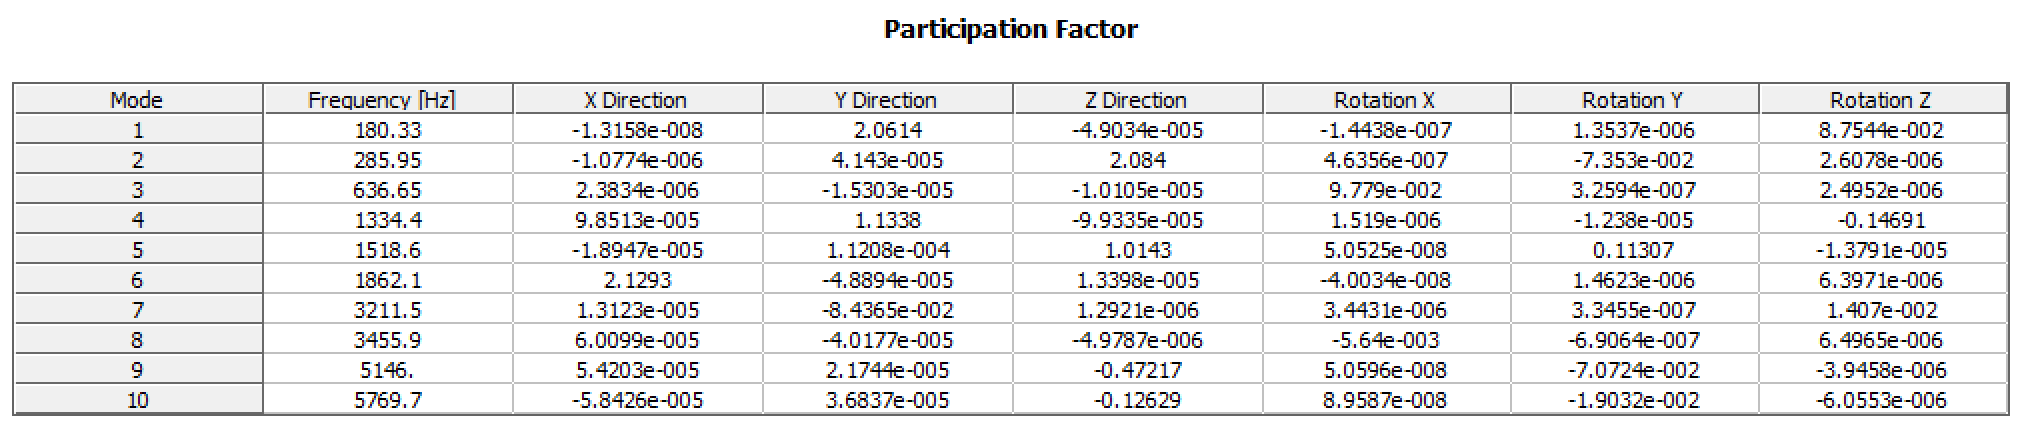 Participation Factor
Mode Frequency [Hz] X Direction Y Direction Z Direction Rotation X Rotation Y Rotation Z
1 180.33 -1.3158e-008 2.0614 -4.9034e-005 -1.4438e-007 1.3537e-006 8.7544e-002
2 285.95 -1.0774e-006 4.143e-005 2.084 4.6356e-007 -7.353e-002 2.6078e-006
3 636.65 2.3834e-006 -1.5303e-005 -1.0105e-005 9.779e-002 3.2594e-007 2.4952e-006
4 1334.4 9.8513e-005 1.1338 -9.9335e-005 1.519e-006 -1.238e-005 -0.14691
5 1518.6 -1.8947e-005 1.1208e-004 1.0143 5.0525e-008 0.11307 -1.3791e-005
6 1862.1 2.1293 -4.8894e-005 1.3398e-005 -4.0034e-008 1.4623e-006 6.3971e-006
7 3211.5 1.3123e-005 -8.4365e-002 1.2921e-006 3.4431e-006 3.3455e-007 1.407e-002
8 3455.9 6.0099e-005 -4.0177e-005 -4.9787e-006 -5.64e-003 -6.9064e-007 6.4965e-006
9 5146. 5.4203e-005 2.1744e-005 -0.47217 5.0596e-008 -7.0724e-002 -3.9458e-006
10 5769.7 -5.8426e-005 3.6837e-005 -0.12629 8.9587e-008 -1.9032e-002 -6.0553e-006